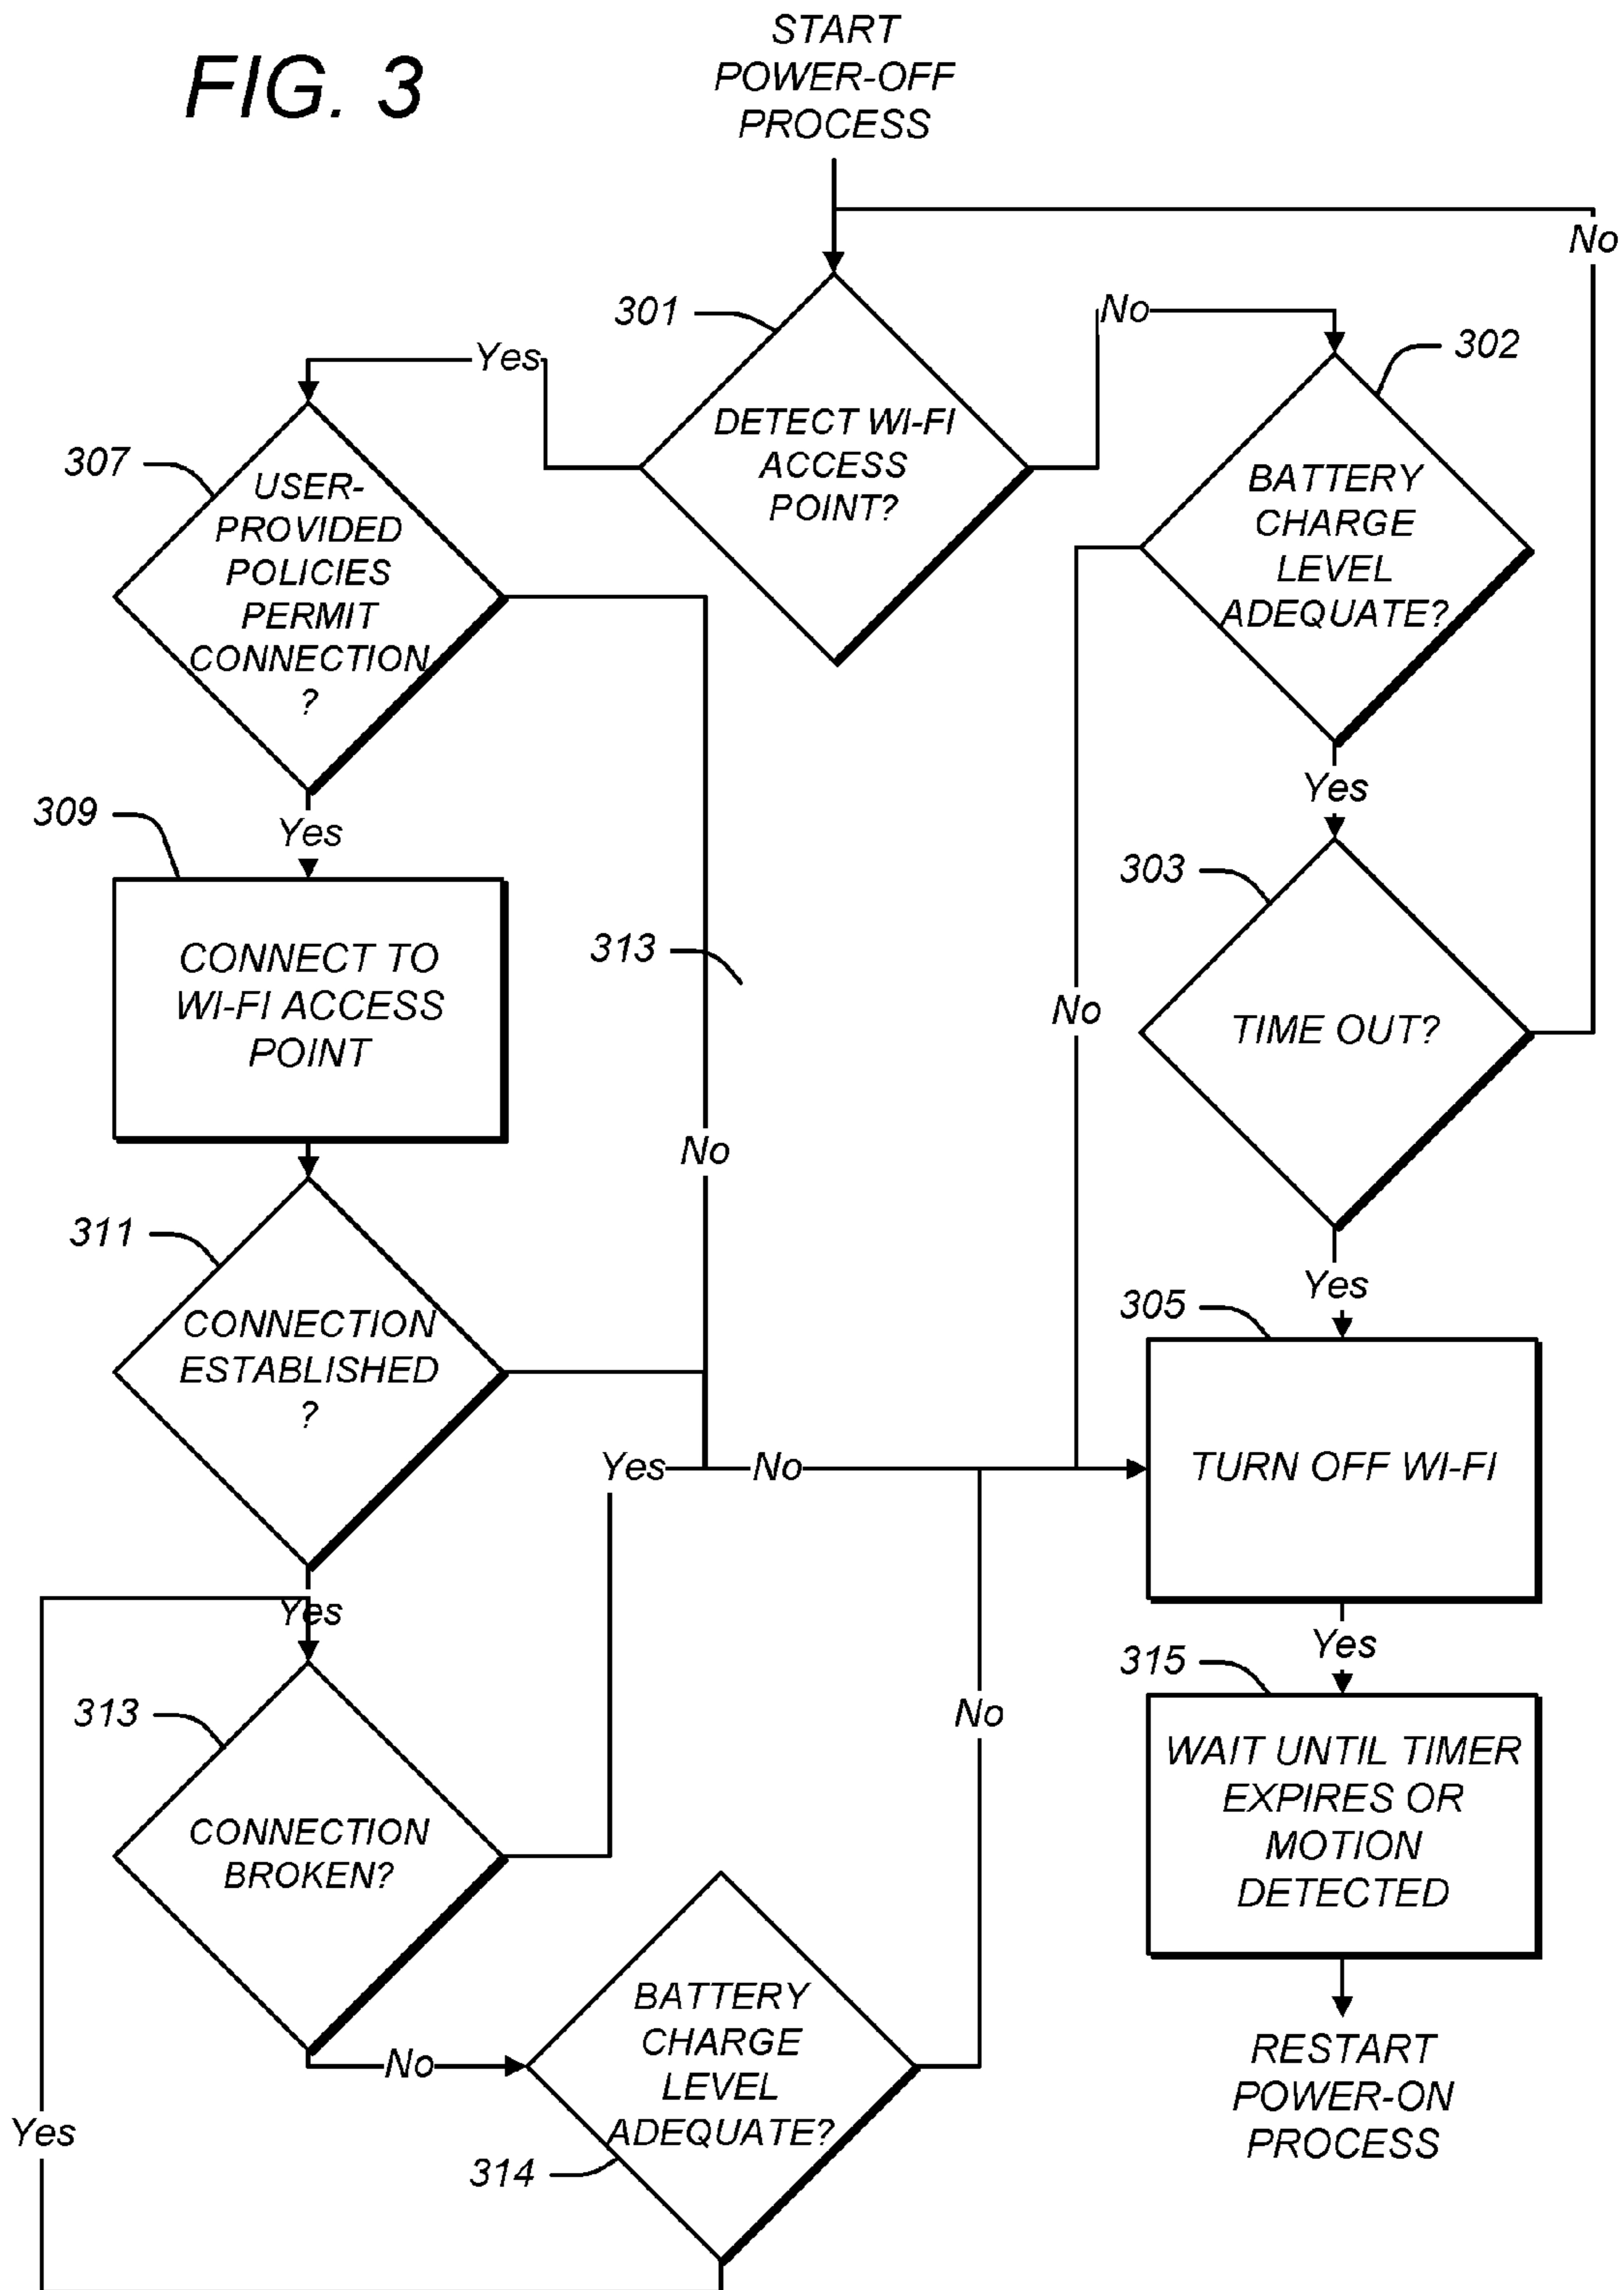 FIG. 3
START
POWER-OFF
PROCESS
No
301
No
302
Yes
DETECT WI-FI
ACCESS
POINT?
307
USER-
PROVIDED
POLICIES
PERMIT
CONNECTION
?
BATTERY
CHARGE
LEVEL
ADEQUATE?
Yes
309
Yes
303
CONNECT TO
WI-FI ACCESS
POINT
313
No
TIME OUT?
No
311
Yes
305
CONNECTION
ESTABLISHED
?
Yes
No
TURN OFF WI-FI
Yes
Yes
315
313
No
WAIT UNTIL TIMER
EXPIRES OR
MOTION
DETECTED
CONNECTION
BROKEN?
No
BATTERY
CHARGE
LEVEL
ADEQUATE?
RESTART
POWER-ON
PROCESS
Yes
314